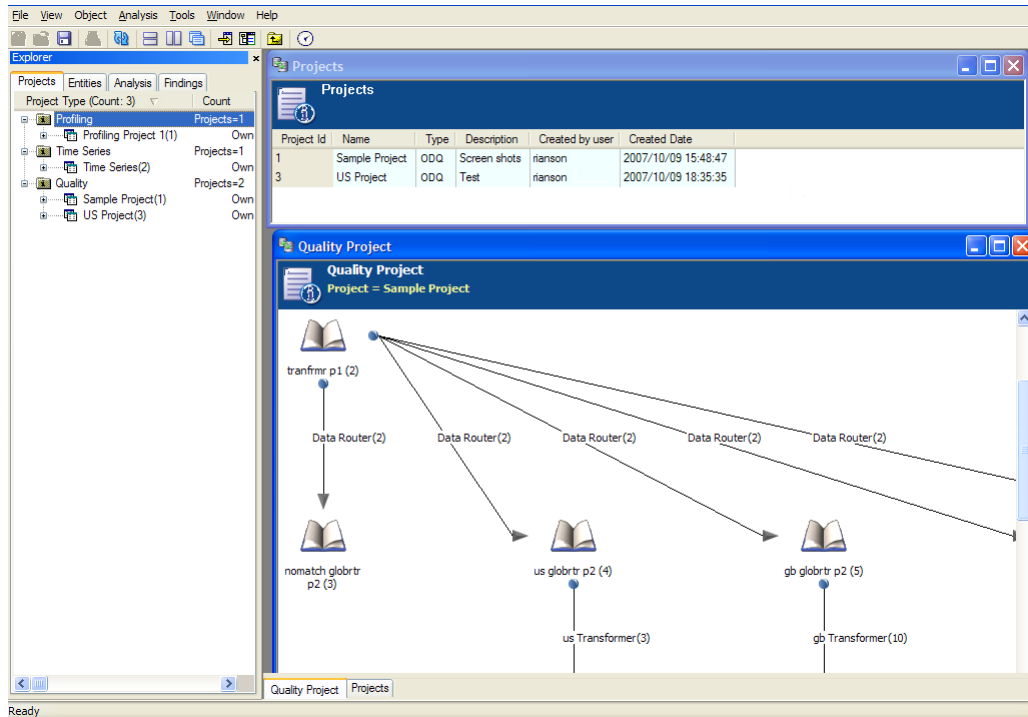 File View Object Analysis Tools Window Help
Explorer
Projects Entities Analysis Findings
Project Type (Count: 3) Count
Profiling Projects=1
Profiling Project 1(1) Own
Time Series Projects=1
Time Series(2) Own
Quality Projects=2
Sample Project(1) Own
US Project(3) Own
Projects
Projects
Project Id Name Type Description Created by user Created Date
1 Sample Project ODQ Screen shots rianson 2007/10/09 15:48:47
3 US Project ODQ Test rianson 2007/10/09 18:35:35
Quality Project
Quality Project
Project = Sample Project
tranfrmr p1 (2)
Data Router(2) Data Router(2) Data Router(2) Data Router(2) Data Router(2)
nomatch globrtr
p2 (3)
us globrtr p2 (4)
gb globrtr p2 (5)
us Transformer(3)
gb Transformer(10)
Quality Project Projects
Ready